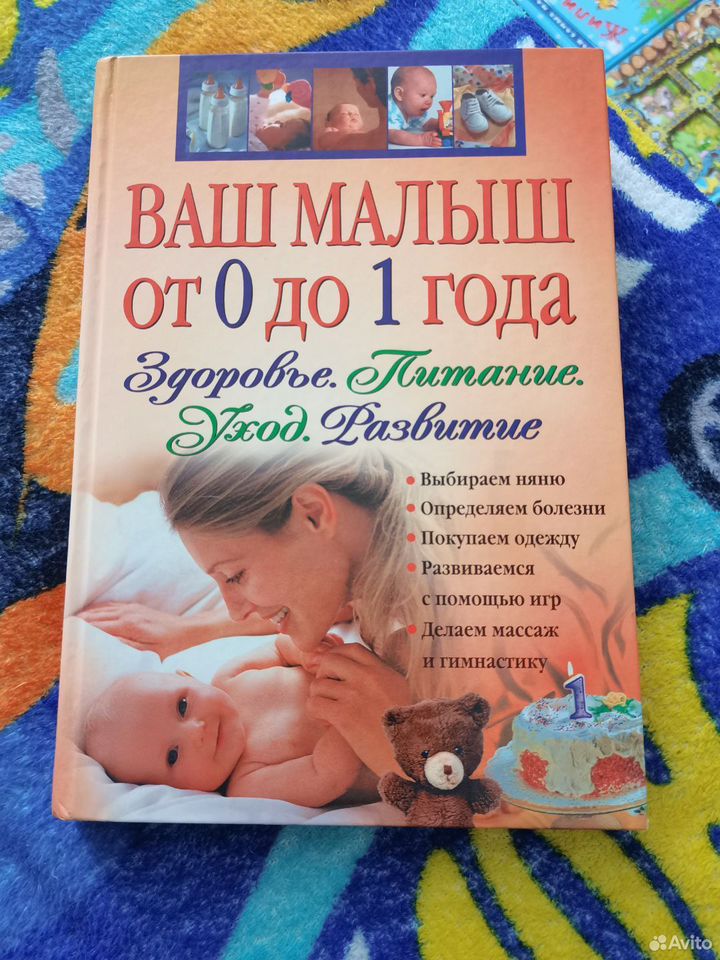 Жили
ВАШ МАЛЫШ
от 0 до 1 года
Здоровье. Питание.
Уход. Развитие
• Выбираем няню
• Определяем болезни
• Покупаем одежду
• Развиваемся
с помощью игр
• Делаем массаж
и гимнастику
1
Avito